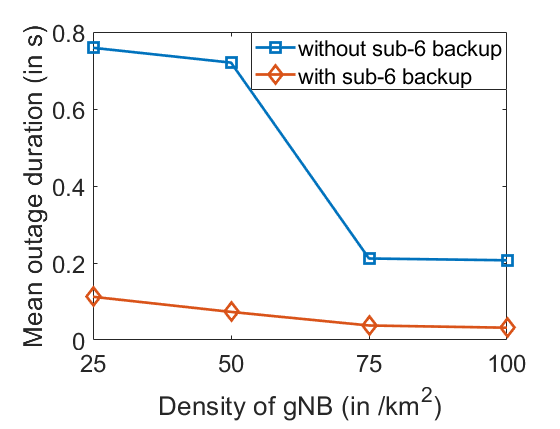 Mean outage duration (in s)
0.8
0.6
0.4
0.2
0
without sub-6 backup
with sub-6 backup
25 50 75 100
Density of gNB (in /km²)